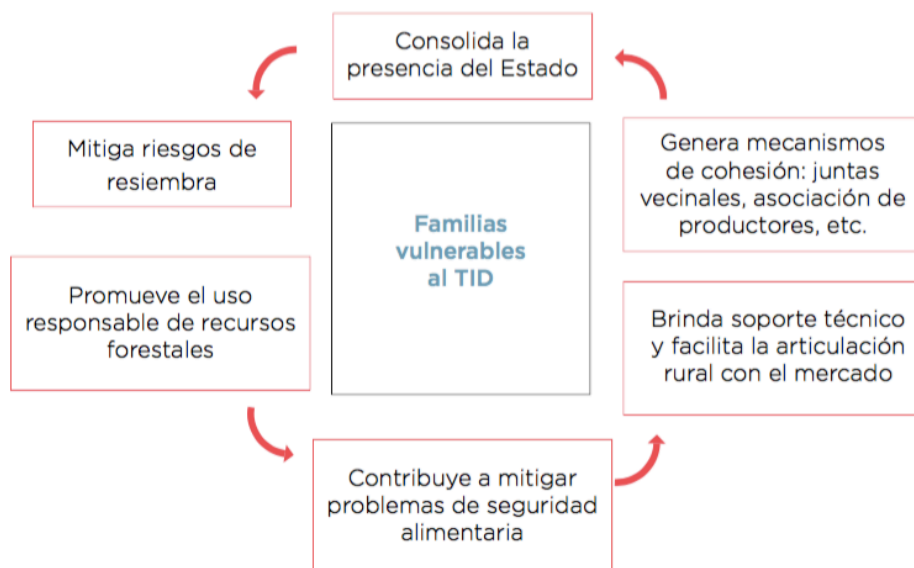 Consolida la
presencia del Estado
Mitiga riesgos de
resiembra
Genera mecanismos
de cohesión: juntas
vecinales, asociación de
productores, etc.
Familias
vulnerables
al TID
Promueve el uso
responsable de recursos
forestales
Brinda soporte técnico
y facilita la articulación
rural con el mercado
Contribuye a mitigar
problemas de seguridad
alimentaria